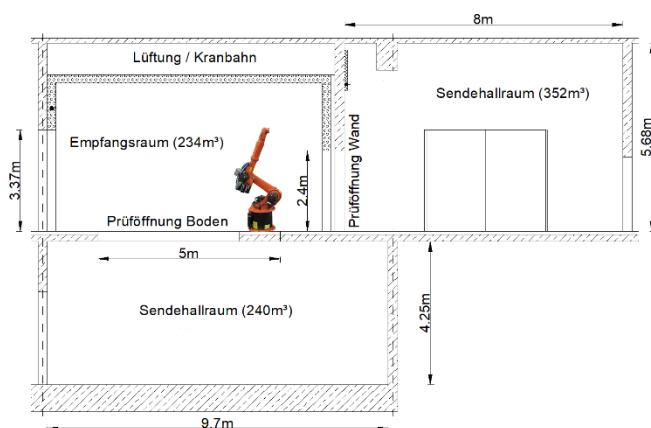 8m
Lüftung / Kranbahn
Sendehallraum (352m³)
Empfangsraum (234m³)
Prüföffnung Wand
5.68m
3.37m
2.4m
Prüföffnung Boden
5m
Sendehallraum (240m³)
4.25m
9.7m